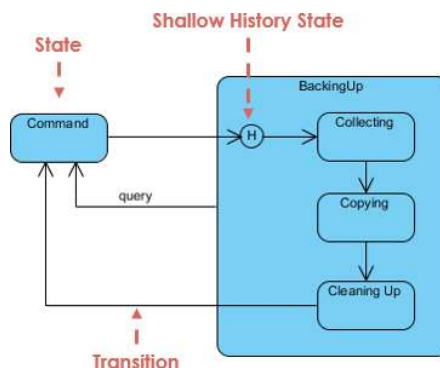 Shallow History State
State
BackingUp
Command
H
Collecting
query
Copying
Cleaning Up
Transition